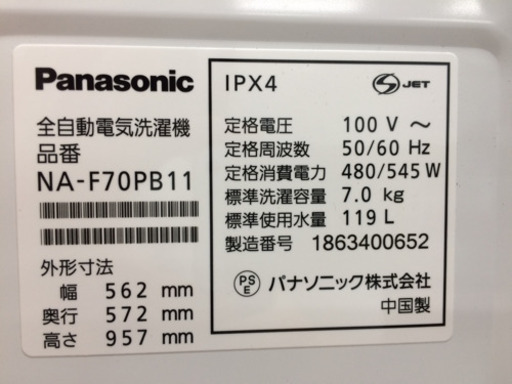 Panasonic
全自動電気洗濯機
品番
NA-F70PB11
外形寸法
幅 562 mm
奥行 572 mm
高さ 957 mm
IPX4
S JET
定格電圧 100 V ～
定格周波数 50/60 Hz
定格消費電力 480/545 W
標準洗濯容量 7.0 kg
標準使用水量 119 L
製造番号 1863400652
PS E パナソニック株式会社
中国製